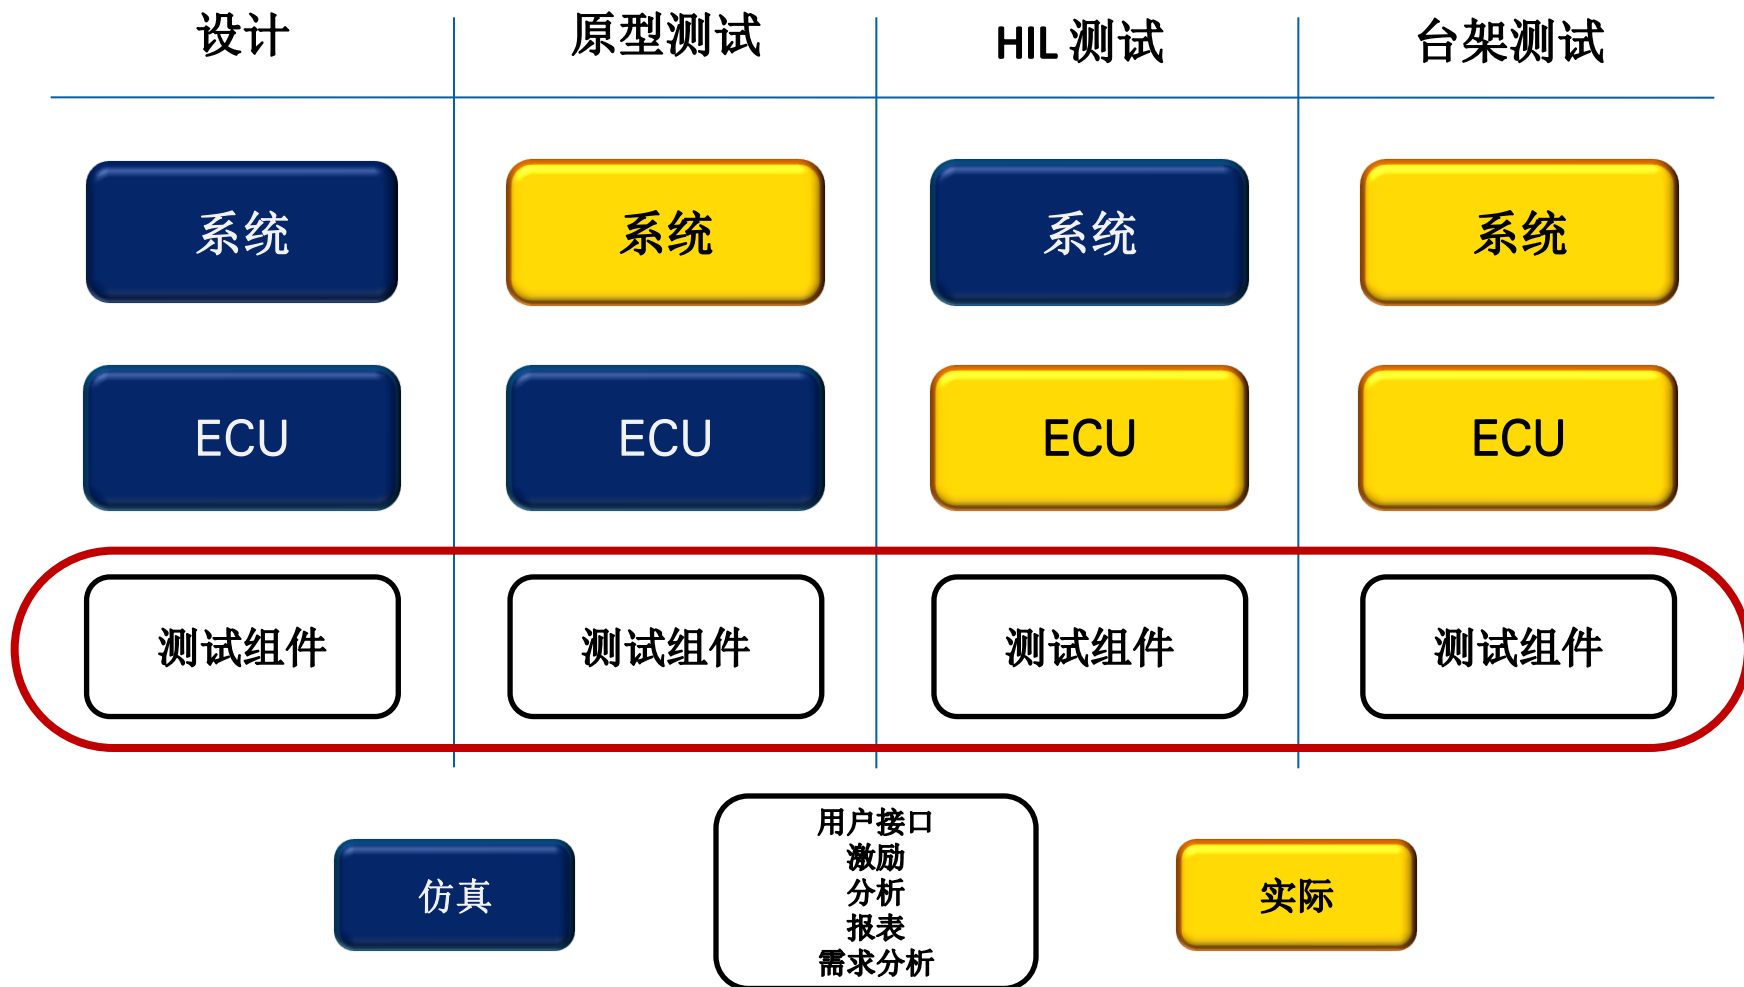 设计
原型测试
HIL 测试
台架测试
系统
系统
系统
系统
ECU
ECU
ECU
ECU
测试组件
测试组件
测试组件
测试组件
仿真
用户接口
激励
分析
报表
需求分析
实际